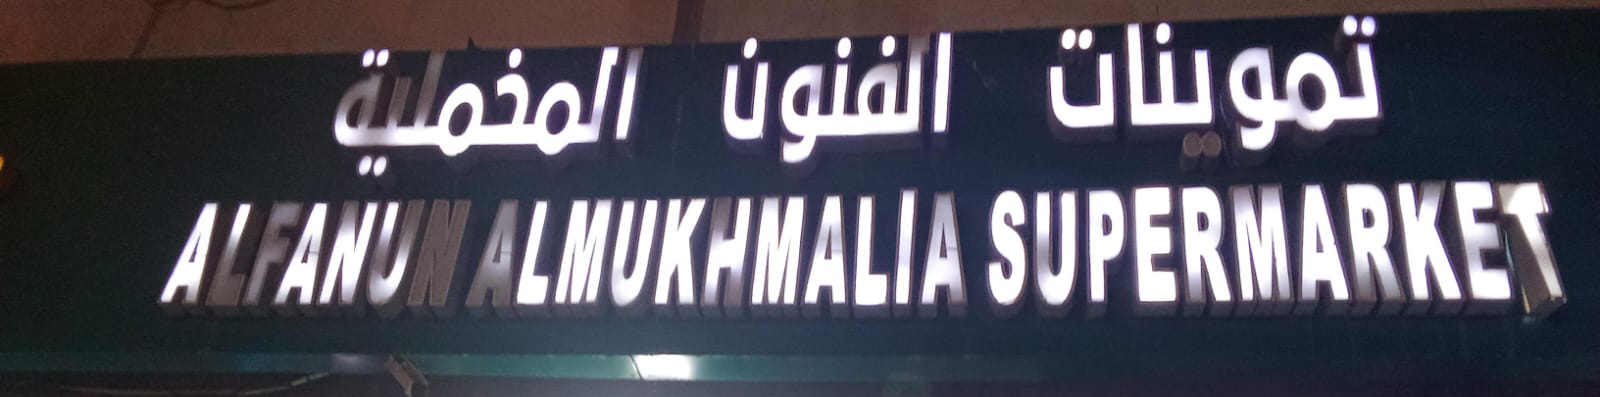 تموينات الفنون المخملية
ALFANUN ALMUKHMALIA SUPERMARKET